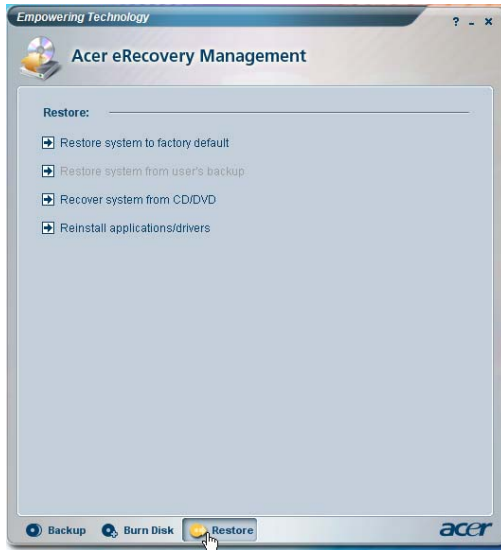 Empowering Technology
? - ×
Acer eRecovery Management
Restore:
Restore system to factory default
Restore system from user's backup
Recover system from CD/DVD
Reinstall applications/drivers
Backup Burn Disk Restore acer